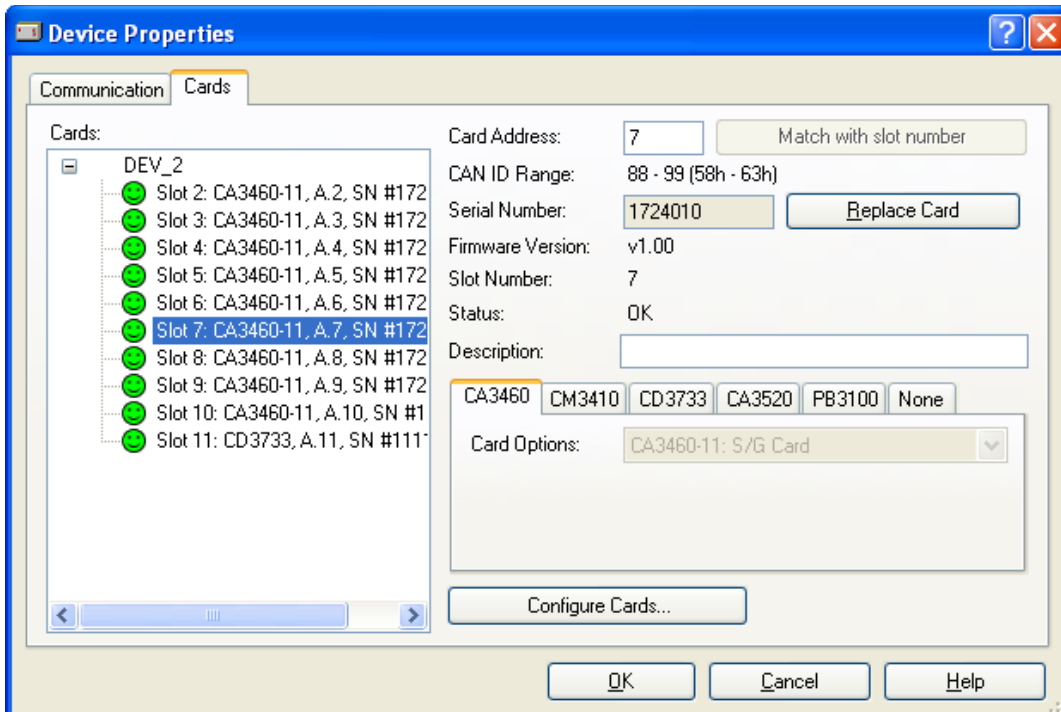 Device Properties
Communication
Cards
Cards:
DEV_2
Slot 2: CA3460-11, A.2, SN #172
Slot 3: CA3460-11, A.3, SN #172
Slot 4: CA3460-11, A.4, SN #172
Slot 5: CA3460-11, A.5, SN #172
Slot 6: CA3460-11, A.6, SN #172
Slot 7: CA3460-11, A.7, SN #172
Slot 8: CA3460-11, A.8, SN #172
Slot 9: CA3460-11, A.9, SN #172
Slot 10: CA3460-11, A.10, SN #1
Slot 11: CD3733, A.11, SN #111
Card Address: 7 Match with slot number
CAN ID Range: 88 - 99 (58h - 63h)
Serial Number: 1724010 Replace Card
Firmware Version: v1.00
Slot Number: 7
Status: OK
Description:
CA3460 CM3410 CD3733 CA3520 PB3100 None
Card Options: CA3460-11: S/G Card
Configure Cards...
OK Cancel Help